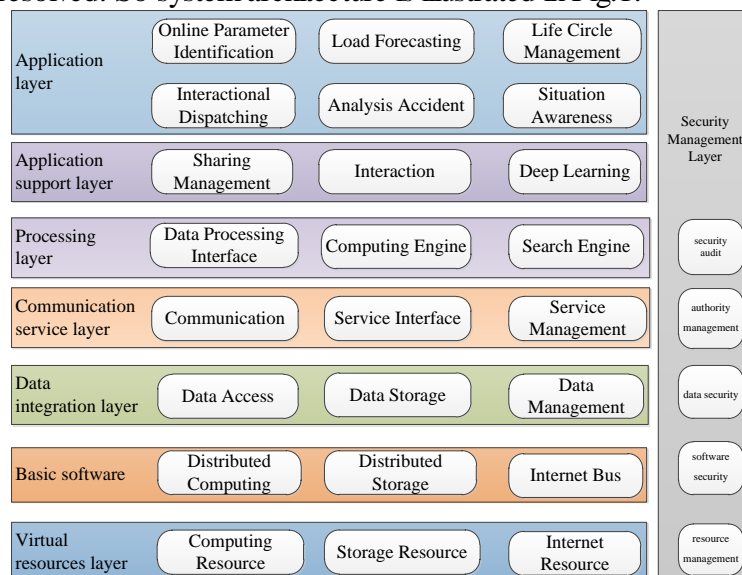 resolved. So system architecture is illustrated in Fig.1.
Application
layer
Online Parameter
Identification
Load Forecasting
Life Circle
Management
Interactional
Dispatching
Analysis Accident
Situation
Awareness
Application
support layer
Sharing
Management
Interaction
Deep Learning
Processing
layer
Data Processing
Interface
Computing Engine
Search Engine
Communication
service layer
Communication
Service Interface
Service
Management
Data
integration layer
Data Access
Data Storage
Data
Management
Basic software
Distributed
Computing
Distributed
Storage
Internet Bus
Virtual
resources layer
Computing
Resource
Storage Resource
Internet
Resource
Security
Management
Layer
security
audit
authority
management
data security
software
security
resource
management